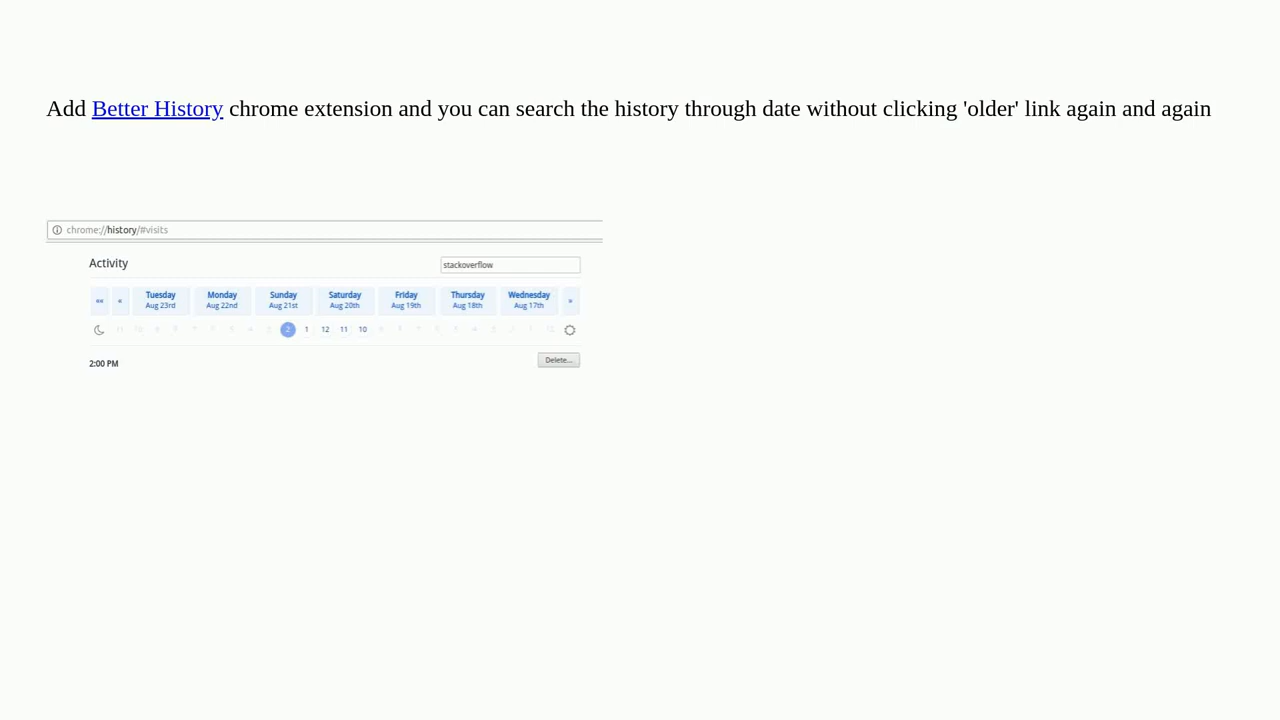 Add Better History chrome extension and you can search the history through date without clicking 'older' link again and again
chrome://history/#visits
Activity
stackoverflow
«« « Tuesday Monday Sunday Saturday Friday Thursday Wednesday »
Aug 23rd Aug 22nd Aug 21st Aug 20th Aug 19th Aug 18th Aug 17th
2 1 12 11 10
2:00 PM Delete...